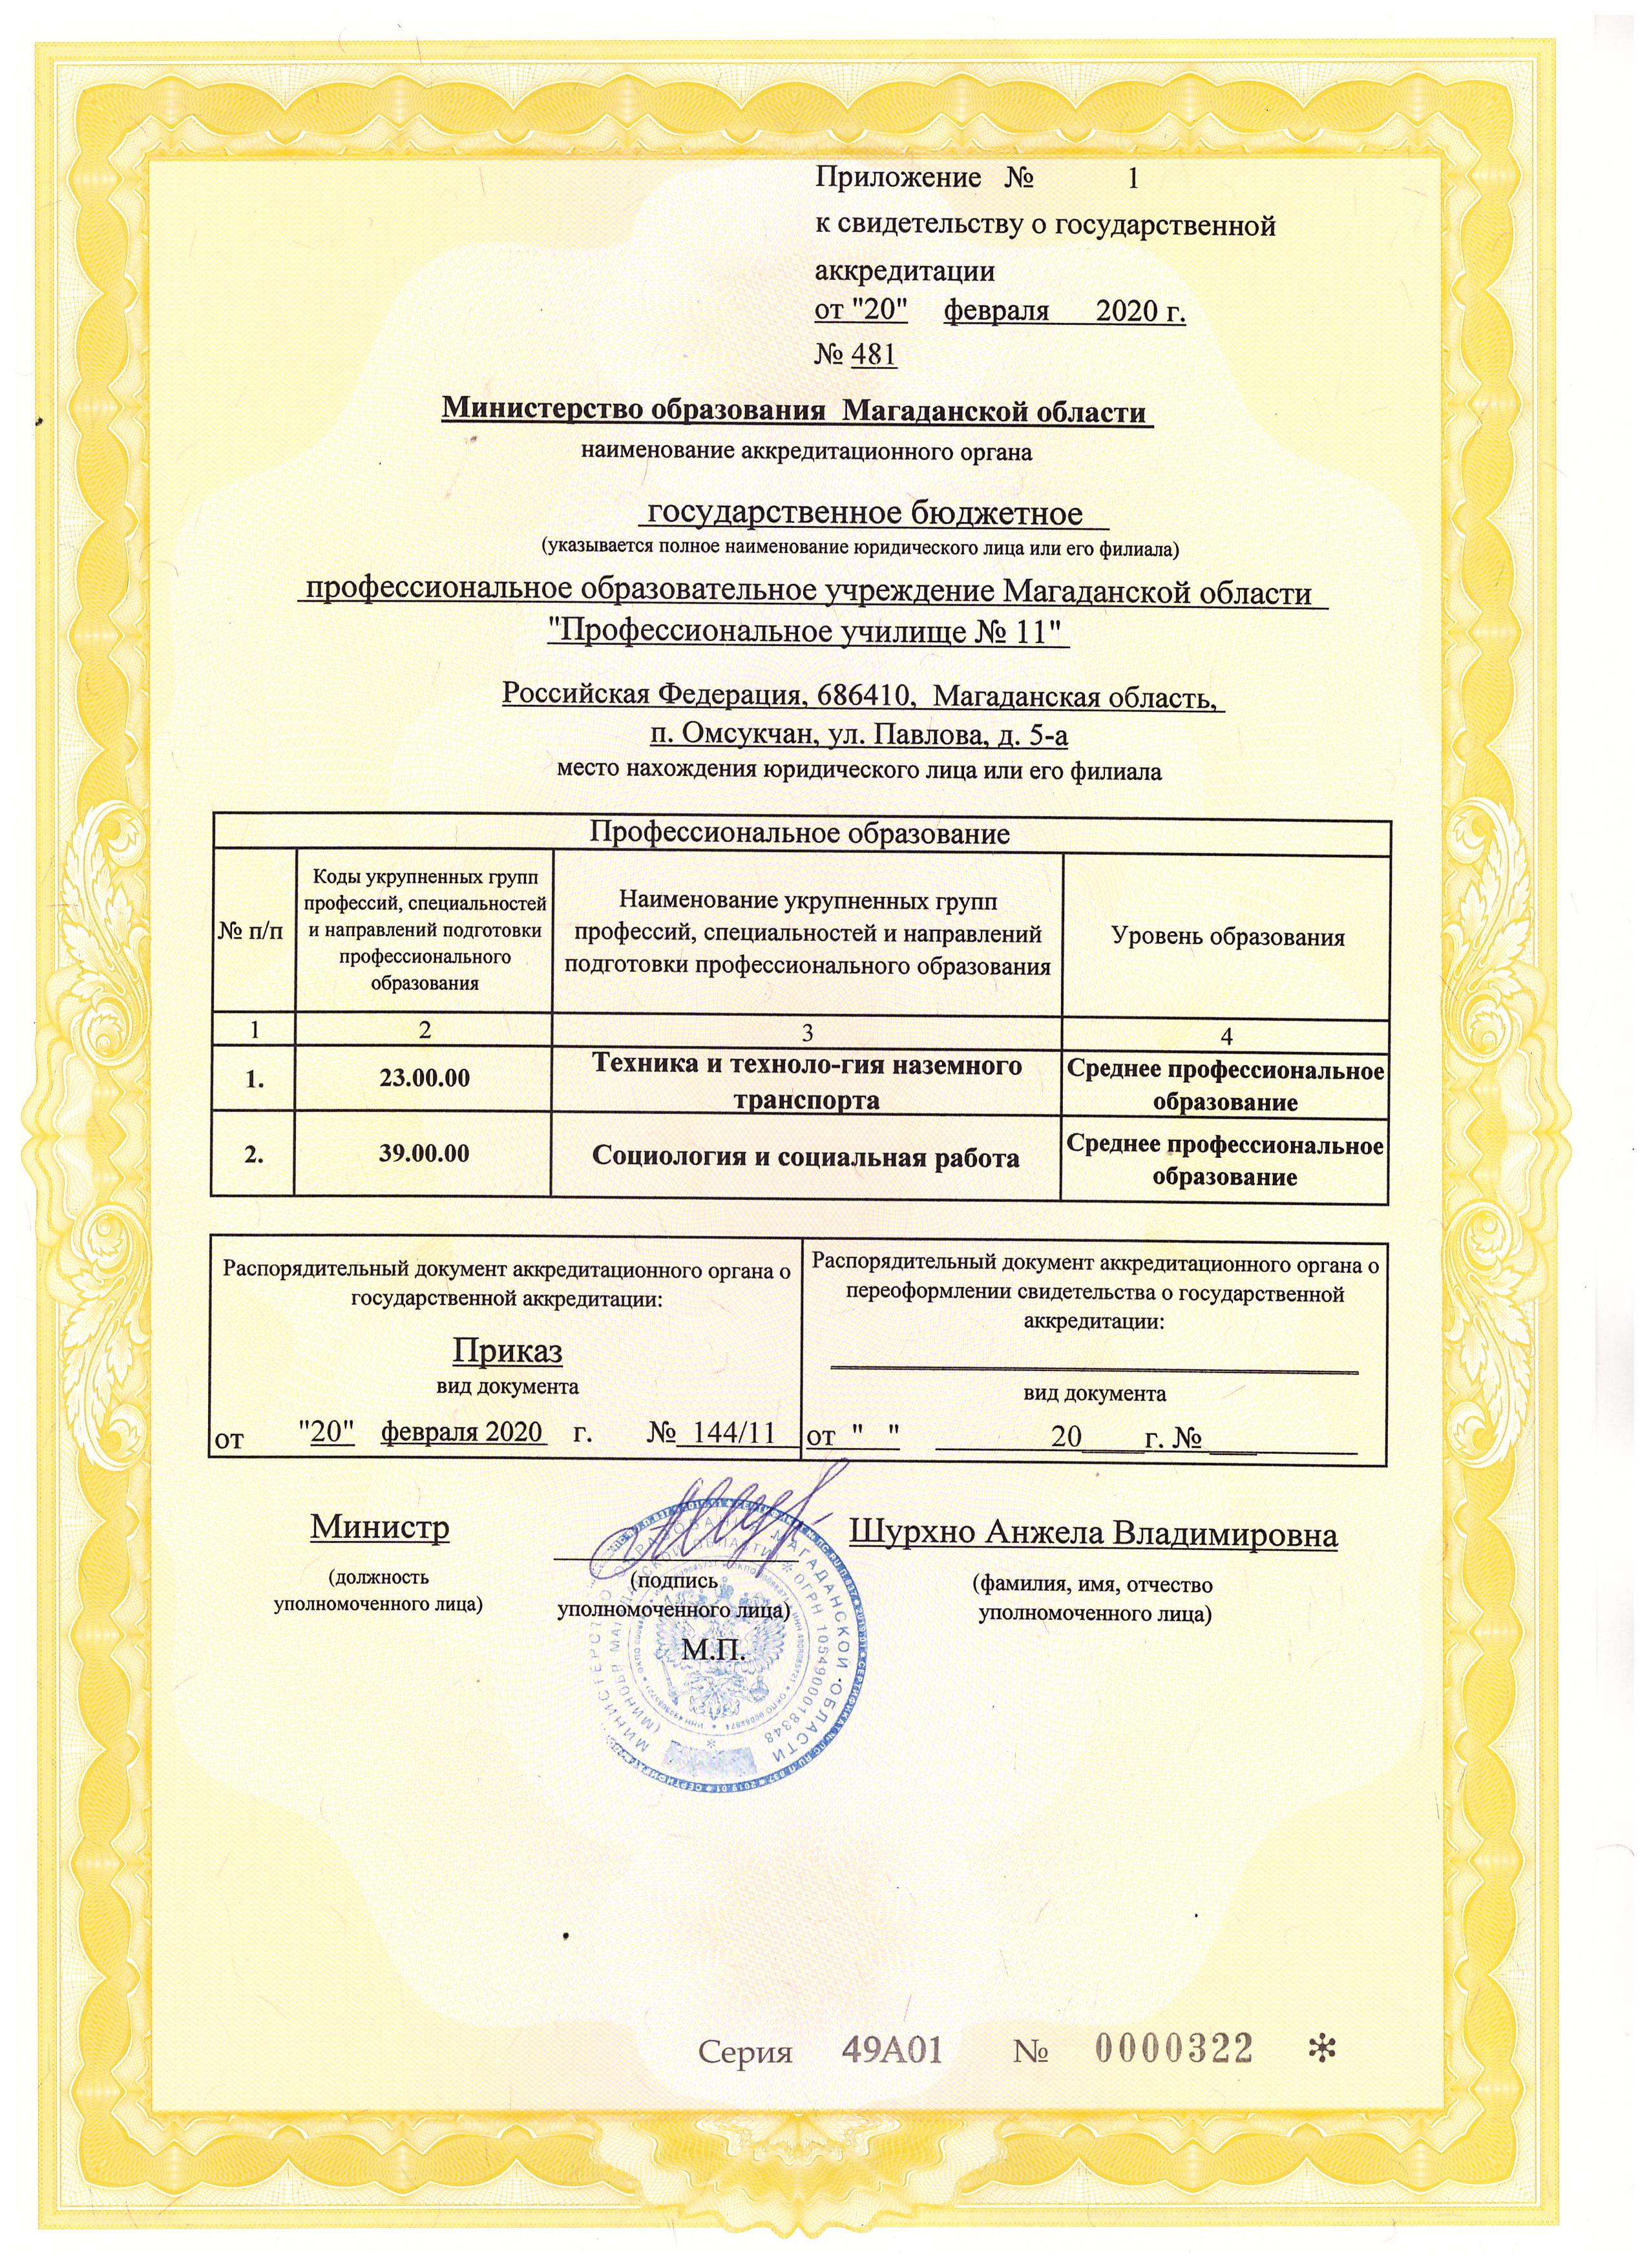 Приложение № 1
к свидетельству о государственной
аккредитации
от "20" февраля 2020 г.
№ 481
Министерство образования Магаданской области
наименование аккредитационного органа
государственное бюджетное
(указывается полное наименование юридического лица или его филиала)
профессиональное образовательное учреждение Магаданской области
"Профессиональное училище № 11"
Российская Федерация, 686410, Магаданская область,
п. Омсукчан, ул. Павлова, д. 5-а
место нахождения юридического лица или его филиала
Профессиональное образование
№ п/п
Коды укрупненных групп
профессий, специальностей
и направлений подготовки
профессионального
образования
Наименование укрупненных групп
профессий, специальностей и направлений
подготовки профессионального образования
Уровень образования
1 2 3 4
1. 23.00.00
Техника и техноло-гия наземного
транспорта
Среднее профессиональное
образование
2. 39.00.00 Социология и социальная работа
Среднее профессиональное
образование
Распорядительный документ аккредитационного органа о
государственной аккредитации:
Приказ
вид документа
от "20" февраля 2020 г. № 144/11
Распорядительный документ аккредитационного органа о
переоформлении свидетельства о государственной
аккредитации:
вид документа
от " " 20 г. №
Министр
(должность
уполномоченного лица)
(подпись
уполномоченного лица)
М.П.
Шурхно Анжела Владимировна
(фамилия, имя, отчество
уполномоченного лица)
МИНИСТЕРСТВО ОБРАЗОВАНИЯ МАГАДАНСКОЙ ОБЛАСТИ
ОГРН 1054900018348
Серия 49А01 № 0000322 *